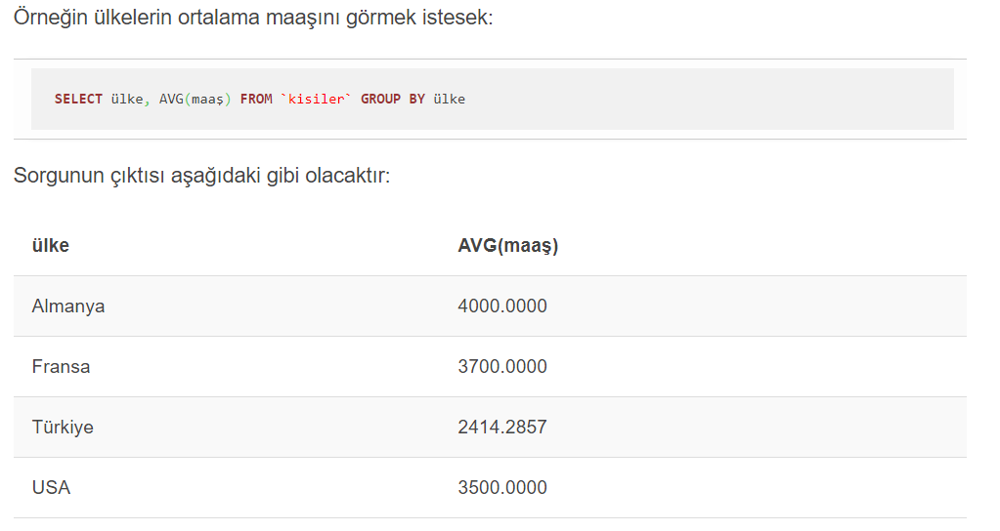 Örneğin ülkelerin ortalama maaşını görmek istesek:
SELECT ülke, AVG(maaş) FROM `kisiler` GROUP BY ülke
Sorgunun çıktısı aşağıdaki gibi olacaktır:
ülke AVG(maaş)
Almanya 4000.0000
Fransa 3700.0000
Türkiye 2414.2857
USA 3500.0000